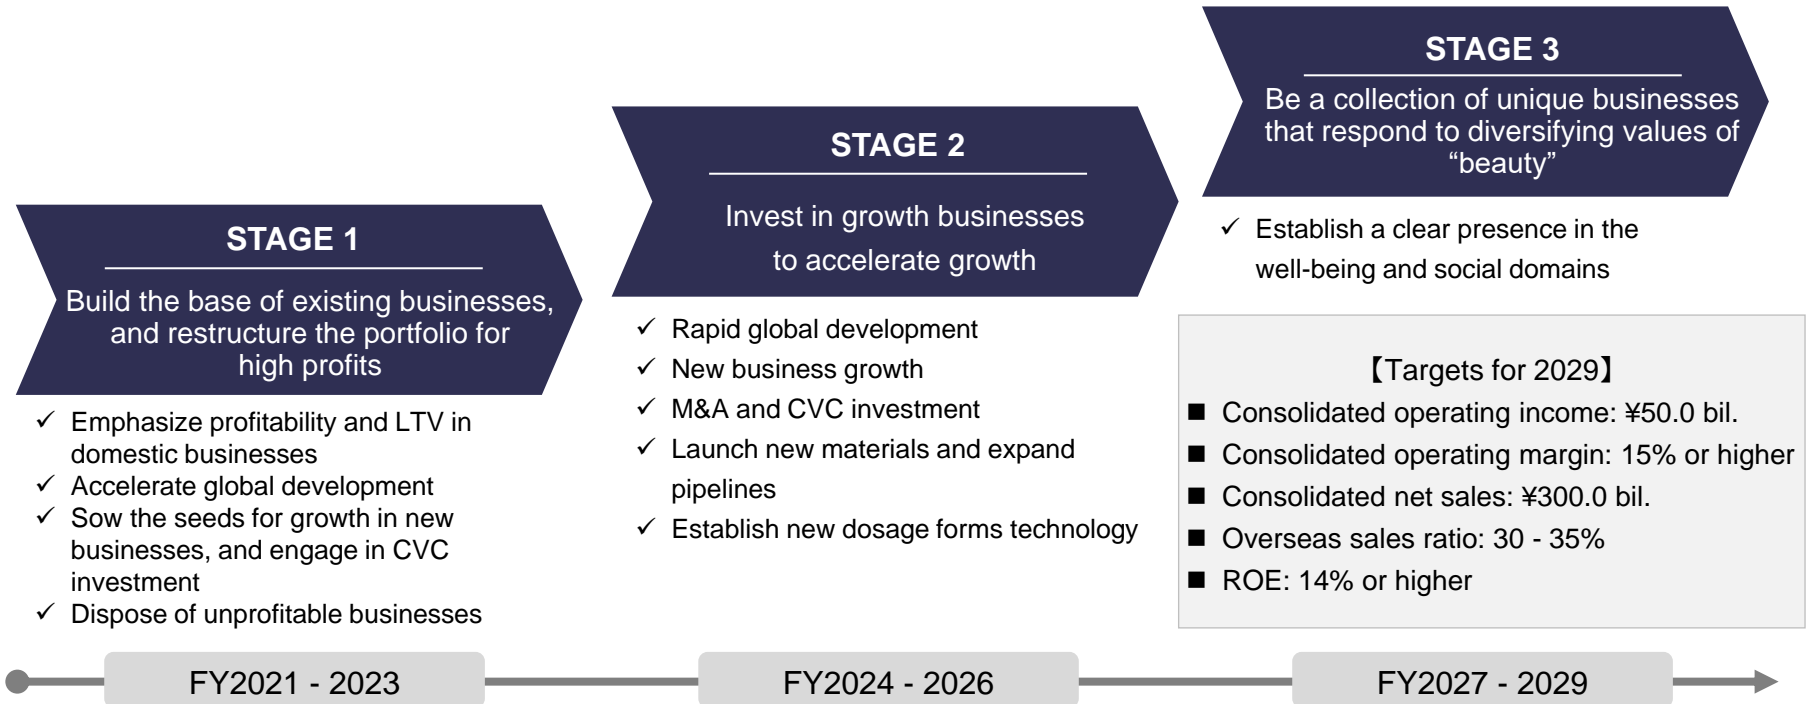 STAGE 1
Build the base of existing businesses,
and restructure the portfolio for
high profits
✓ Emphasize profitability and LTV in
domestic businesses
✓ Accelerate global development
✓ Sow the seeds for growth in new
businesses, and engage in CVC
investment
✓ Dispose of unprofitable businesses
FY2021 - 2023
STAGE 2
Invest in growth businesses
to accelerate growth
✓ Rapid global development
✓ New business growth
✓ M&A and CVC investment
✓ Launch new materials and expand
pipelines
✓ Establish new dosage forms technology
FY2024 - 2026
STAGE 3
Be a collection of unique businesses
that respond to diversifying values of
“beauty”
✓ Establish a clear presence in the
well-being and social domains
【Targets for 2029】
■ Consolidated operating income: ¥50.0 bil.
■ Consolidated operating margin: 15% or higher
■ Consolidated net sales: ¥300.0 bil.
■ Overseas sales ratio: 30 - 35%
■ ROE: 14% or higher
FY2027 - 2029